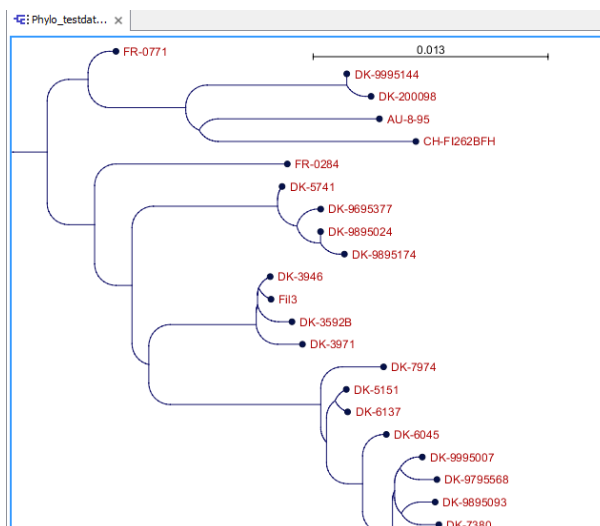 Phylo_testdat...
FR-0771
0.013
DK-9995144
DK-200098
AU-8-95
CH-FI262BFH
FR-0284
DK-5741
DK-9695377
DK-9895024
DK-9895174
DK-3946
Fil3
DK-3592B
DK-3971
DK-7974
DK-5151
DK-6137
DK-6045
DK-9995007
DK-9795568
DK-9895093
DK-7380